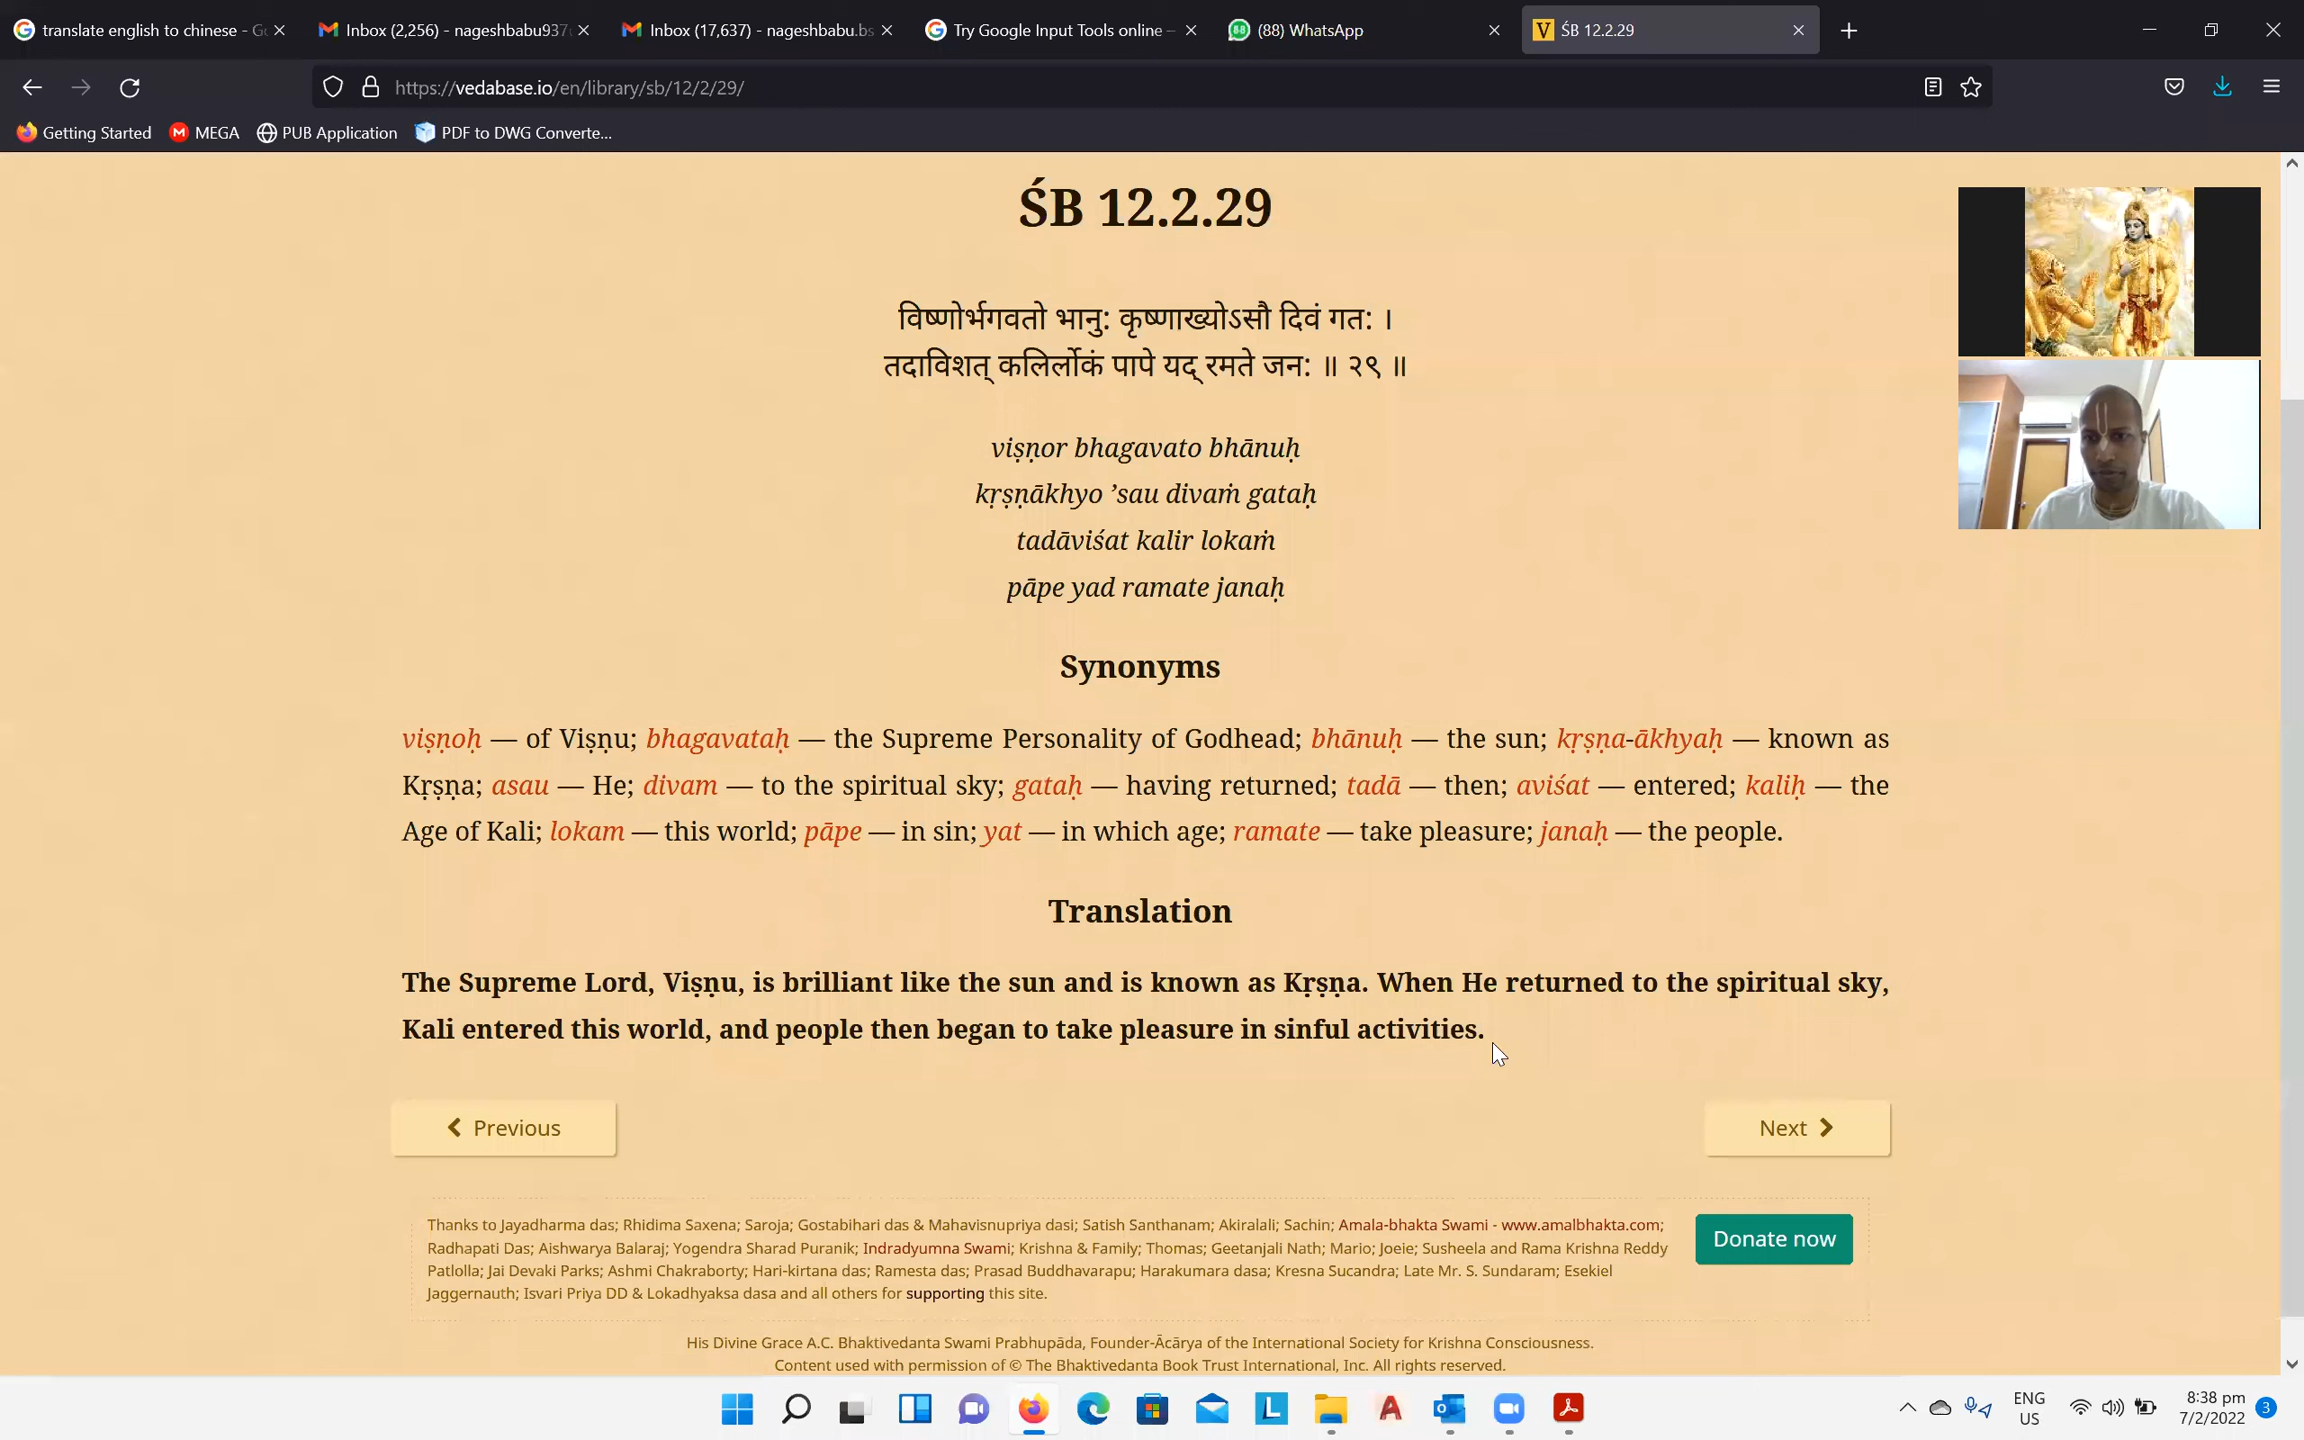 translate english to chinese - G
Inbox (2,256) - nageshbabu937
Inbox (17,637) - nageshbabu.bs
Try Google Input Tools online –
88 (88) WhatsApp
V ŚB 12.2.29
https://vedabase.io/en/library/sb/12/2/29/
Getting Started
MEGA
PUB Application
PDF to DWG Converte...
ŚB 12.2.29
विष्णोर्भगवतो भानु: कृष्णाख्योऽसौ दिवं गत: ।
तदाविशत् कलिर्लोकं पापे यद् रमते जन: ॥ २९ ॥
viṣṇor bhagavato bhānuḥ
kṛṣṇākhyo ’sau divaṁ gataḥ
tadāviśat kalir lokaṁ
pāpe yad ramate janaḥ
Synonyms
viṣṇoḥ — of Viṣṇu; bhagavataḥ — the Supreme Personality of Godhead; bhānuḥ — the sun; kṛṣṇa-ākhyaḥ — known as
Kṛṣṇa; asau — He; divam — to the spiritual sky; gataḥ — having returned; tadā — then; aviśat — entered; kaliḥ — the
Age of Kali; lokam — this world; pāpe — in sin; yat — in which age; ramate — take pleasure; janaḥ — the people.
Translation
The Supreme Lord, Viṣṇu, is brilliant like the sun and is known as Kṛṣṇa. When He returned to the spiritual sky,
Kali entered this world, and people then began to take pleasure in sinful activities.
Previous
Next
Thanks to Jayadharma das; Rhidima Saxena; Saroja; Gostabihari das & Mahavisnupriya dasi; Satish Santhanam; Akiralali; Sachin; Amala-bhakta Swami - www.amalbhakta.com;
Radhapati Das; Aishwarya Balaraj; Yogendra Sharad Puranik; Indradyumna Swami; Krishna & Family; Thomas; Geetanjali Nath; Mario; Joeie; Susheela and Rama Krishna Reddy
Patlolla; Jai Devaki Parks; Ashmi Chakraborty; Hari-kirtana das; Ramesta das; Prasad Buddhavarapu; Harakumara dasa; Kresna Sucandra; Late Mr. S. Sundaram; Esekiel
Jaggernauth; Isvari Priya DD & Lokadhyaksa dasa and all others for supporting this site.
Donate now
His Divine Grace A.C. Bhaktivedanta Swami Prabhupāda, Founder-Ācārya of the International Society for Krishna Consciousness.
Content used with permission of © The Bhaktivedanta Book Trust International, Inc. All rights reserved.
ENG
US
8:38 pm
7/2/2022
3